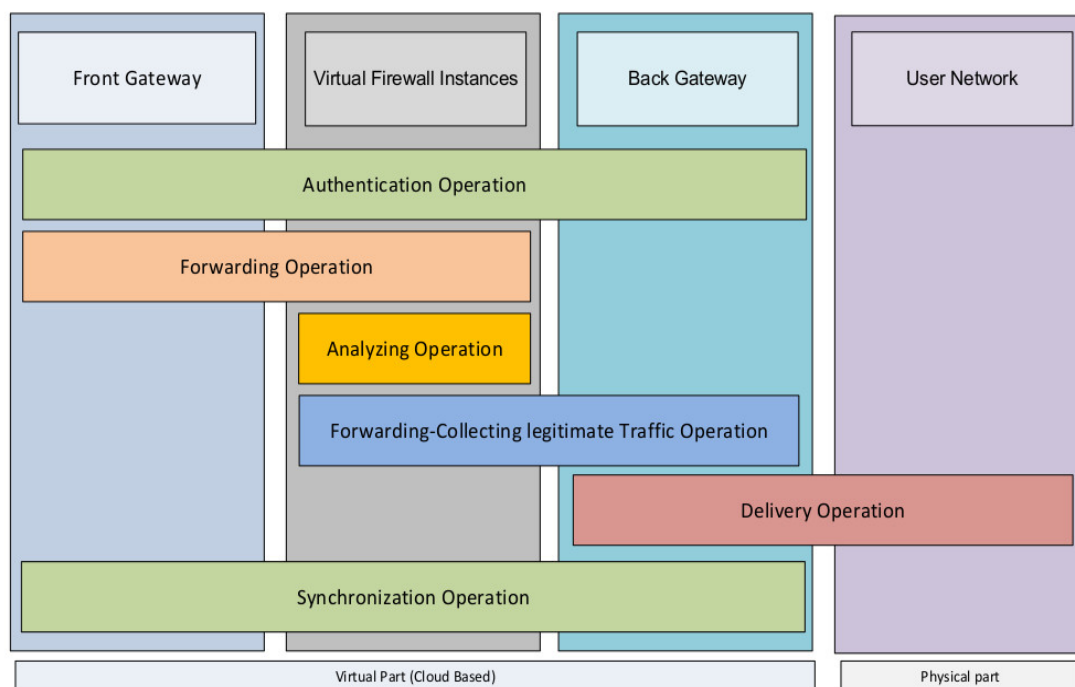 Front Gateway
Virtual Firewall Instances
Back Gateway
User Network
Authentication Operation
Forwarding Operation
Analyzing Operation
Forwarding-Collecting legitimate Traffic Operation
Delivery Operation
Synchronization Operation
Virtual Part (Cloud Based)
Physical part